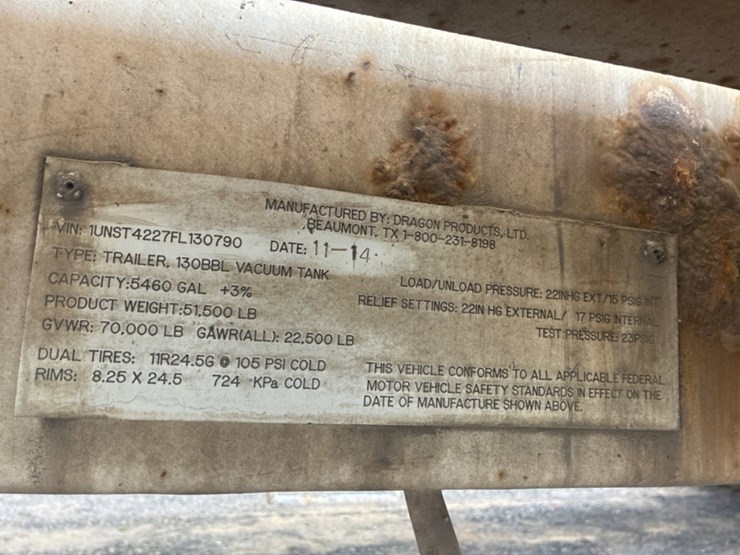 MANUFACTURED BY: DRAGON PRODUCTS, LTD.
BEAUMONT, TX 1-800-231-8198
VIN: 1UNST4227FL130790 DATE: 11-14
TYPE: TRAILER, 130BBL VACUUM TANK
CAPACITY:5460 GAL +3%
PRODUCT WEIGHT:51,500 LB
GVWR: 70,000 LB GAWR(ALL): 22,500 LB
LOAD/UNLOAD PRESSURE: 22INHG EXT/15 PSIG INT
RELIEF SETTINGS: 22IN HG EXTERNAL/ 17 PSIG INTERNAL
TEST PRESSURE: 23PSIG
DUAL TIRES: 11R24.5G @ 105 PSI COLD
RIMS: 8.25 X 24.5 724 KPa COLD
THIS VEHICLE CONFORMS TO ALL APPLICABLE FEDERAL
MOTOR VEHICLE SAFETY STANDARDS IN EFFECT ON THE
DATE OF MANUFACTURE SHOWN ABOVE.